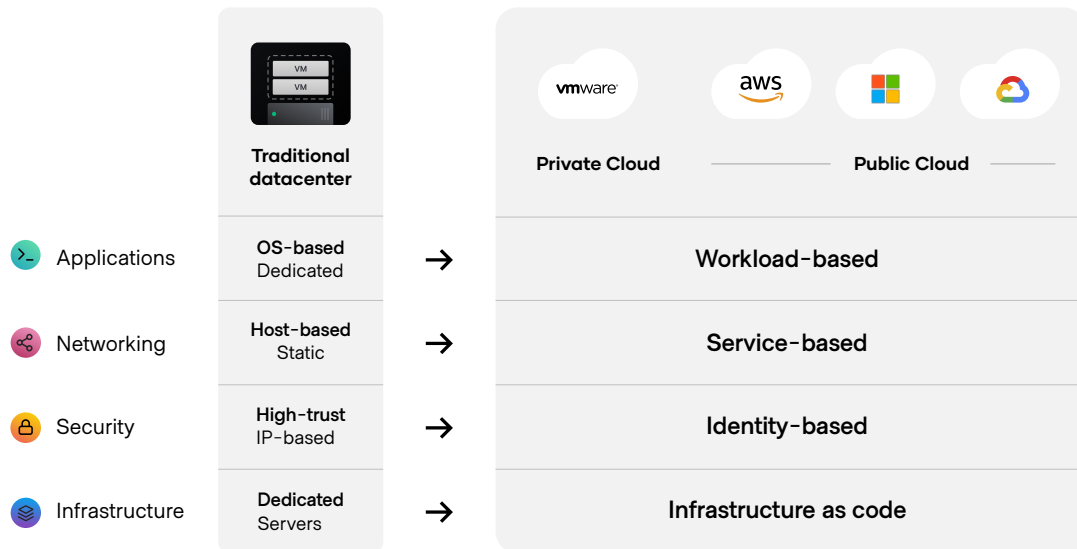 VM
VM
Traditional
datacenter
vmware®
aws
Private Cloud
Public Cloud
Applications
OS-based
Dedicated
→
Workload-based
Networking
Host-based
Static
→
Service-based
Security
High-trust
IP-based
→
Identity-based
Infrastructure
Dedicated
Servers
→
Infrastructure as code